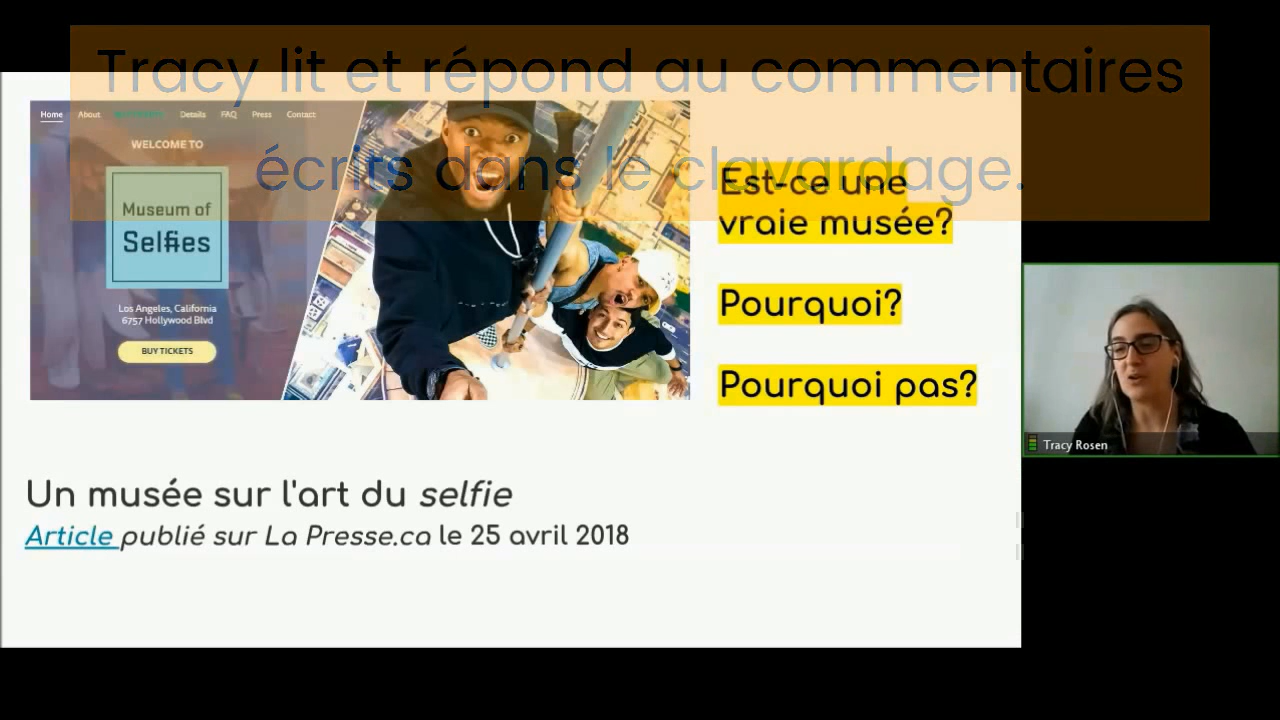 Tracy lit et répond au commentaires
écrits dans le clavardage.
Home About Details FAQ Press Contact
WELCOME TO
Museum of
Selfies
Los Angeles, California
6757 Hollywood Blvd
BUY TICKETS
Est-ce une
vraie musée?
Pourquoi?
Pourquoi pas?
Tracy Rosen
Un musée sur l'art du selfie
Article publié sur La Presse.ca le 25 avril 2018